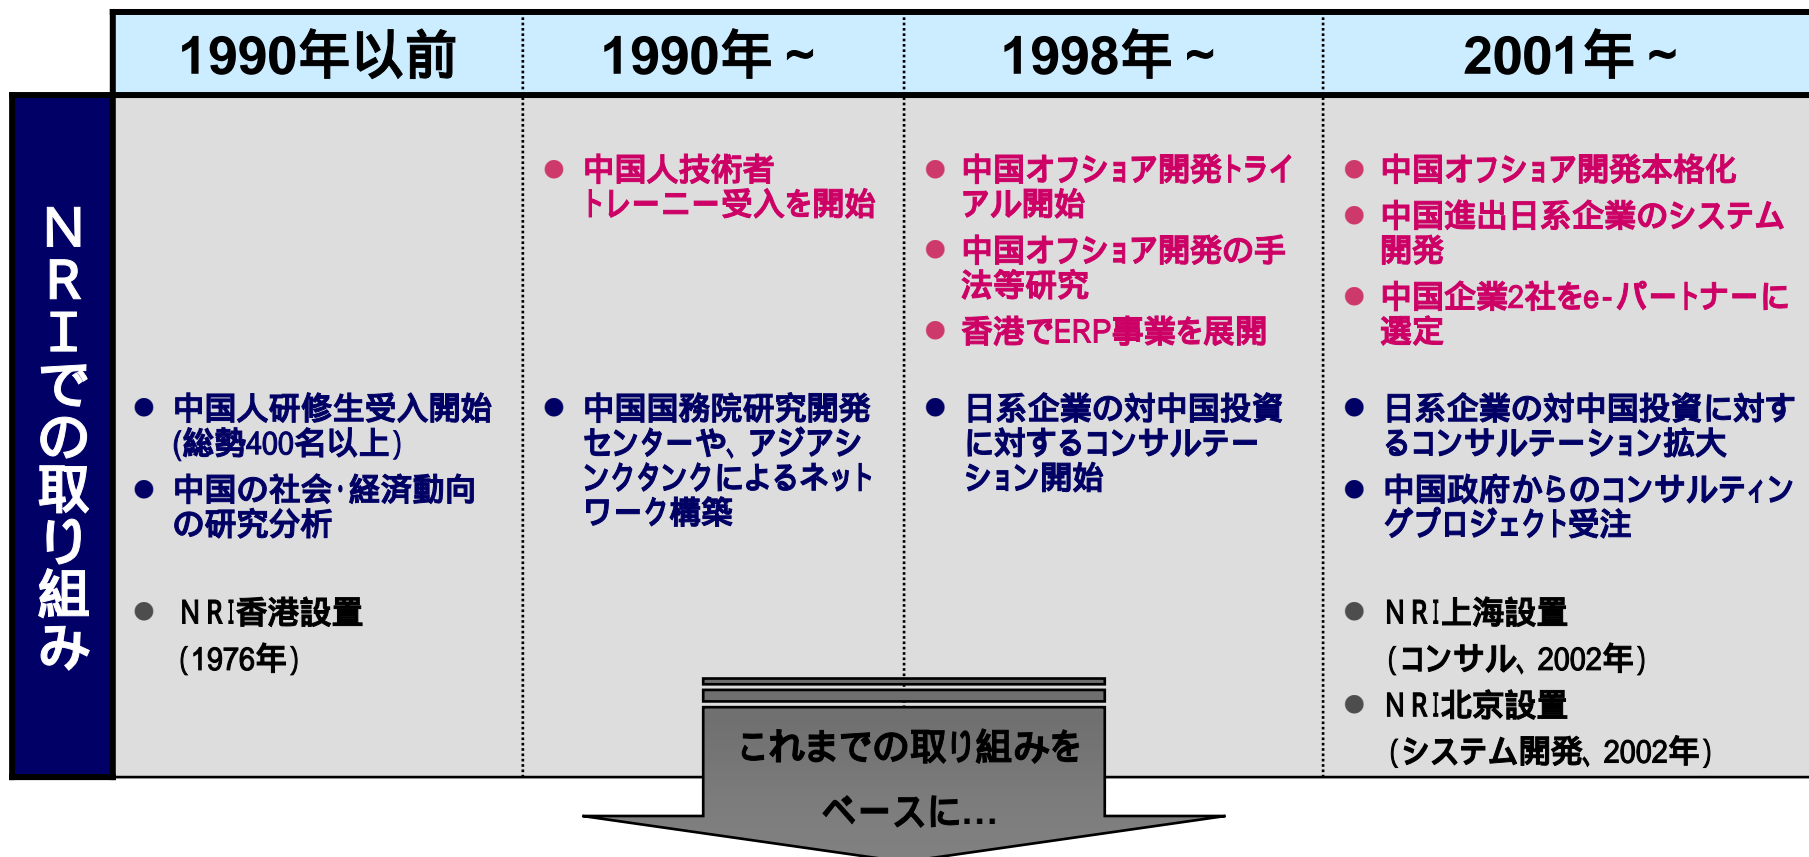 1990年以前
1990年~
1998年~
2001年~
NRIでの取り組み
● 中国人研修生受入開始
(総勢400名以上)
● 中国の社会・経済動向
の研究分析
● NRI香港設置
(1976年)
● 中国人技術者
トレーニー受入を開始
● 中国国務院研究開発
センターや、アジアシ
ンクタンクによるネット
ワーク構築
● 中国オフショア開発トライ
アル開始
● 中国オフショア開発の手
法等研究
● 香港でERP事業を展開
● 日系企業の対中国投資
に対するコンサルテー
ション開始
● 中国オフショア開発本格化
● 中国進出日系企業のシステム
開発
● 中国企業2社をe-パートナーに
選定
● 日系企業の対中国投資に対す
るコンサルテーション拡大
● 中国政府からのコンサルティン
グプロジェクト受注
● NRI上海設置
(コンサル、2002年)
● NRI北京設置
(システム開発、2002年)
これまでの取り組みを
ベースに...